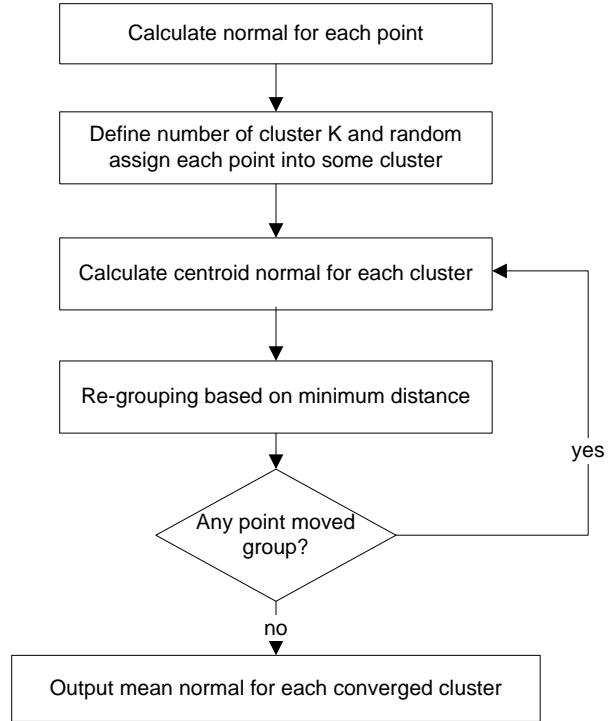 Calculate normal for each point
Define number of cluster K and random
assign each point into some cluster
Calculate centroid normal for each cluster
Re-grouping based on minimum distance
yes
Any point moved
group?
no
Output mean normal for each converged cluster